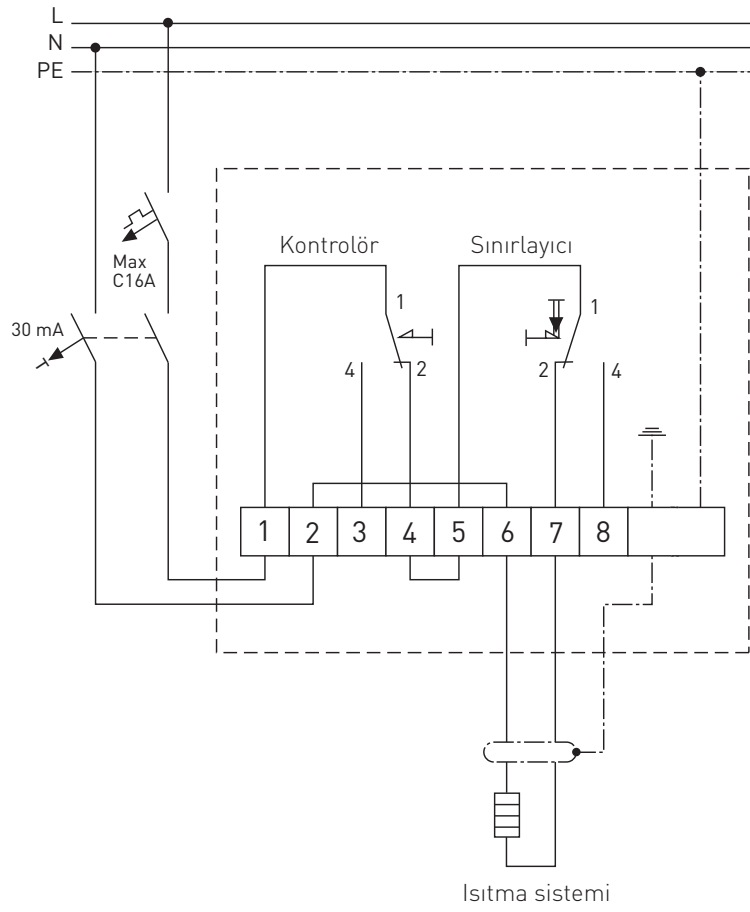 L
N
PE
Max
C16A
30 mA
Kontrolör
Sınırlayıcı
1
1
4
2
2
4
1 2 3 4 5 6 7 8
Isıtma sistemi